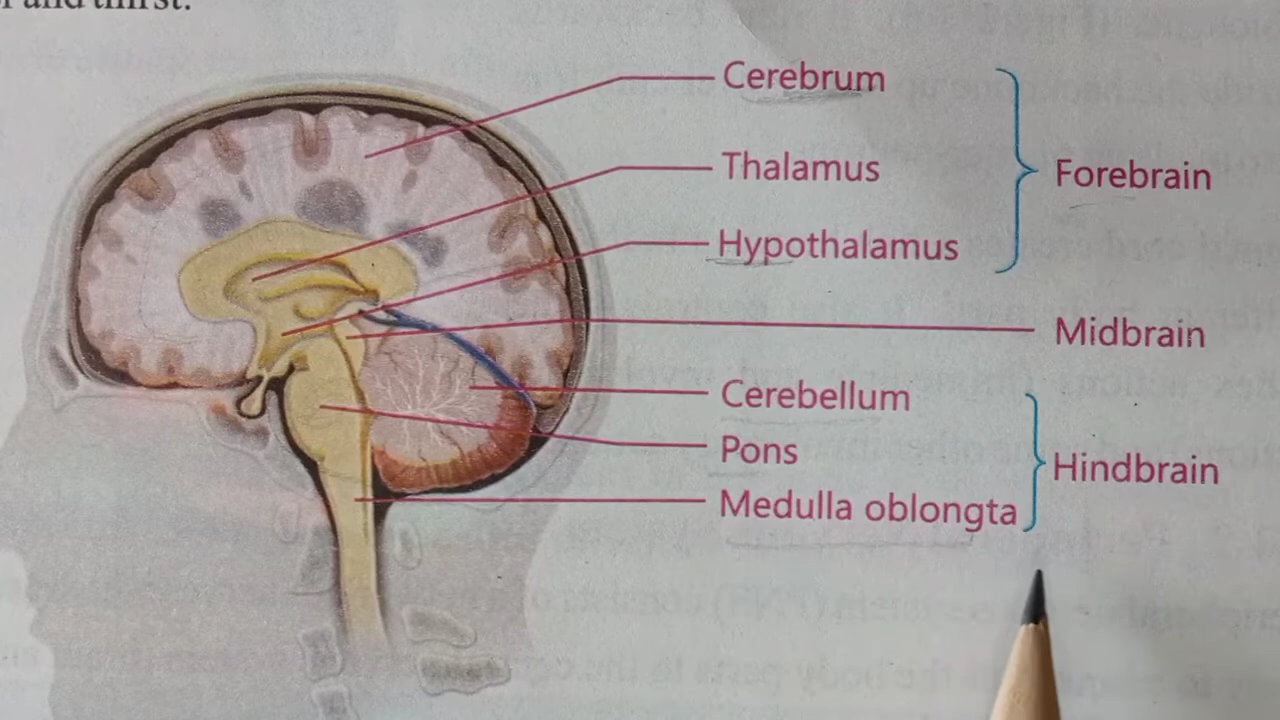 and thirst.
Cerebrum
Thalamus
Forebrain
Hypothalamus
Midbrain
Cerebellum
Pons
Hindbrain
Medulla oblongta